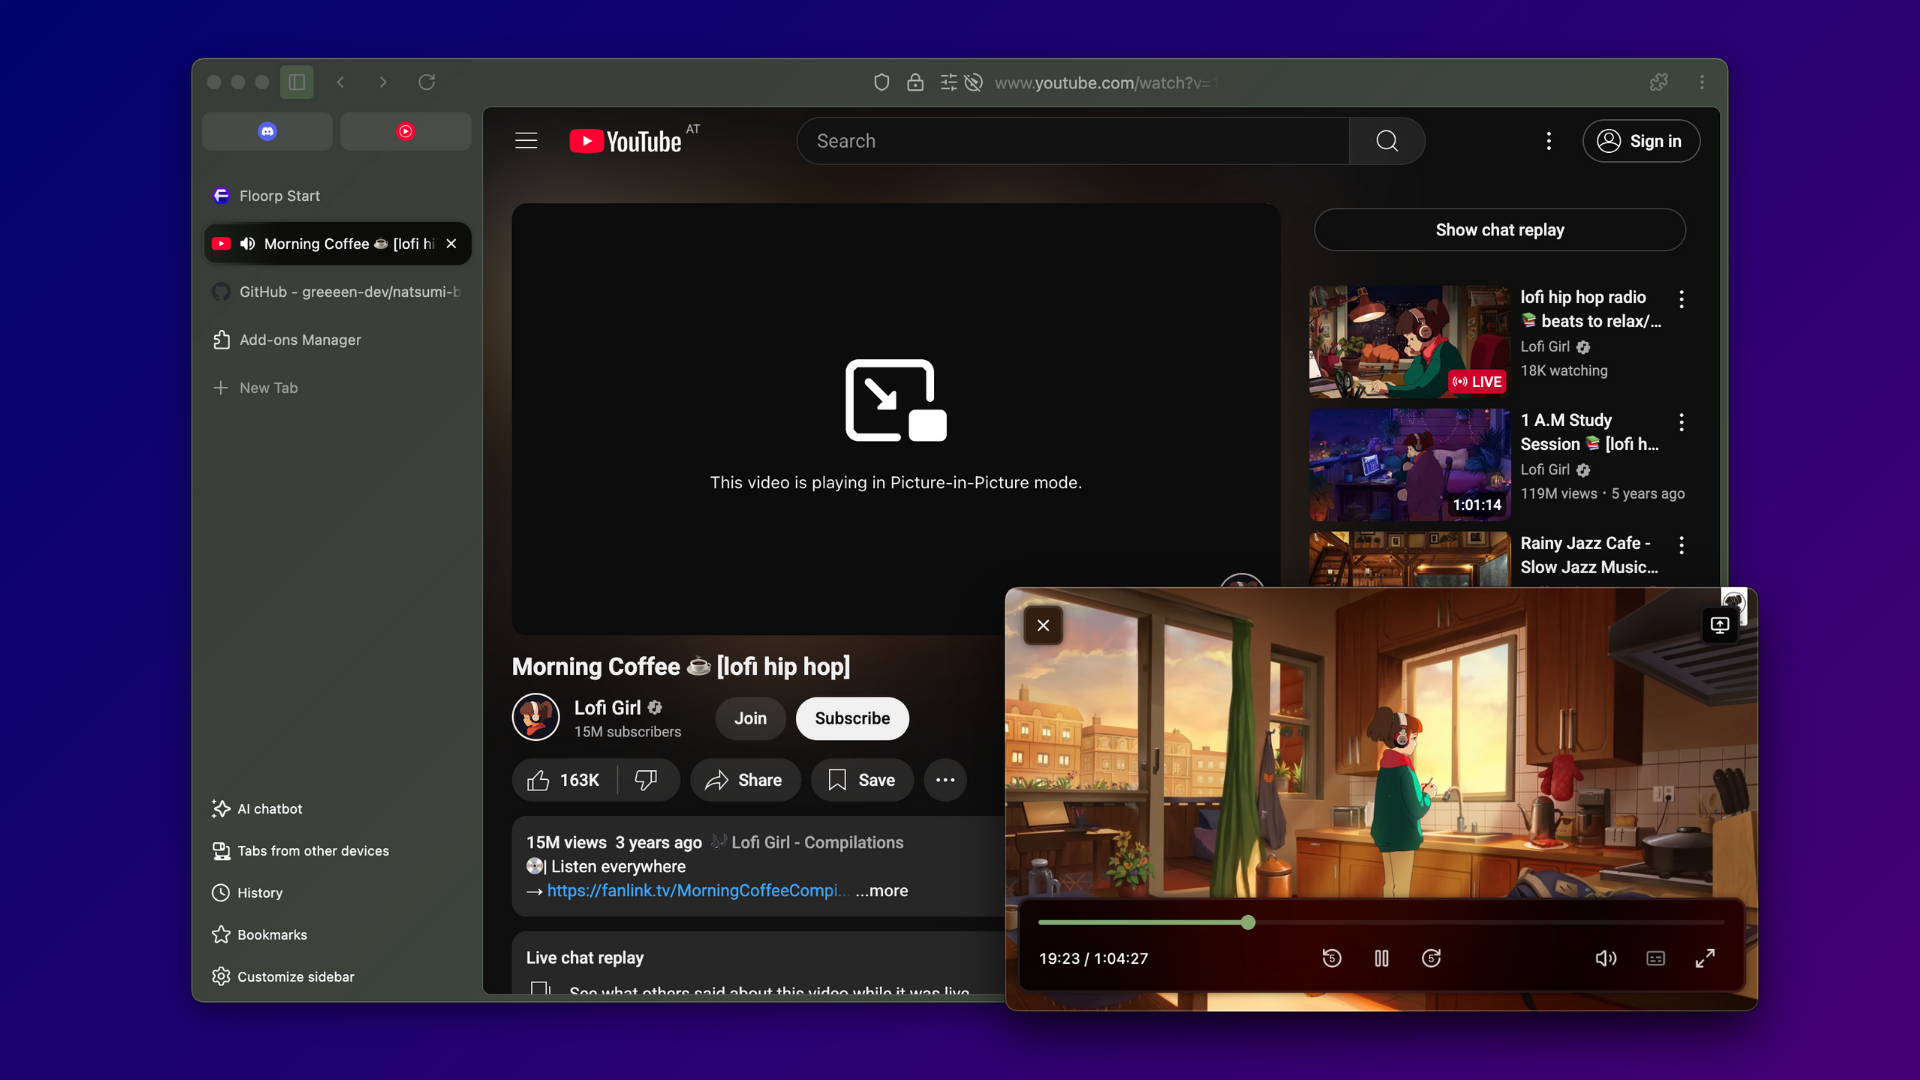 www.youtube.com/watch?v=
Floorp Start
Morning Coffee ☕ [lofi hi
GitHub - greeeen-dev/natsumi-b
Add-ons Manager
New Tab
AI chatbot
Tabs from other devices
History
Bookmarks
Customize sidebar
YouTube AT
Search
Sign in
This video is playing in Picture-in-Picture mode.
Morning Coffee ☕ [lofi hip hop]
Lofi Girl
15M subscribers
Join
Subscribe
163K
Share
Save
15M views 3 years ago 🎶 Lofi Girl - Compilations
💿| Listen everywhere
→ https://fanlink.tv/MorningCoffeeCompi... ...more
Live chat replay
See what others said about this video while it was live.
Show chat replay
lofi hip hop radio
📚 beats to relax/...
Lofi Girl
18K watching
LIVE
1 A.M Study
Session 📚 [lofi h...
Lofi Girl
119M views • 5 years ago
1:01:14
Rainy Jazz Cafe -
Slow Jazz Music...
19:23 / 1:04:27
5
5